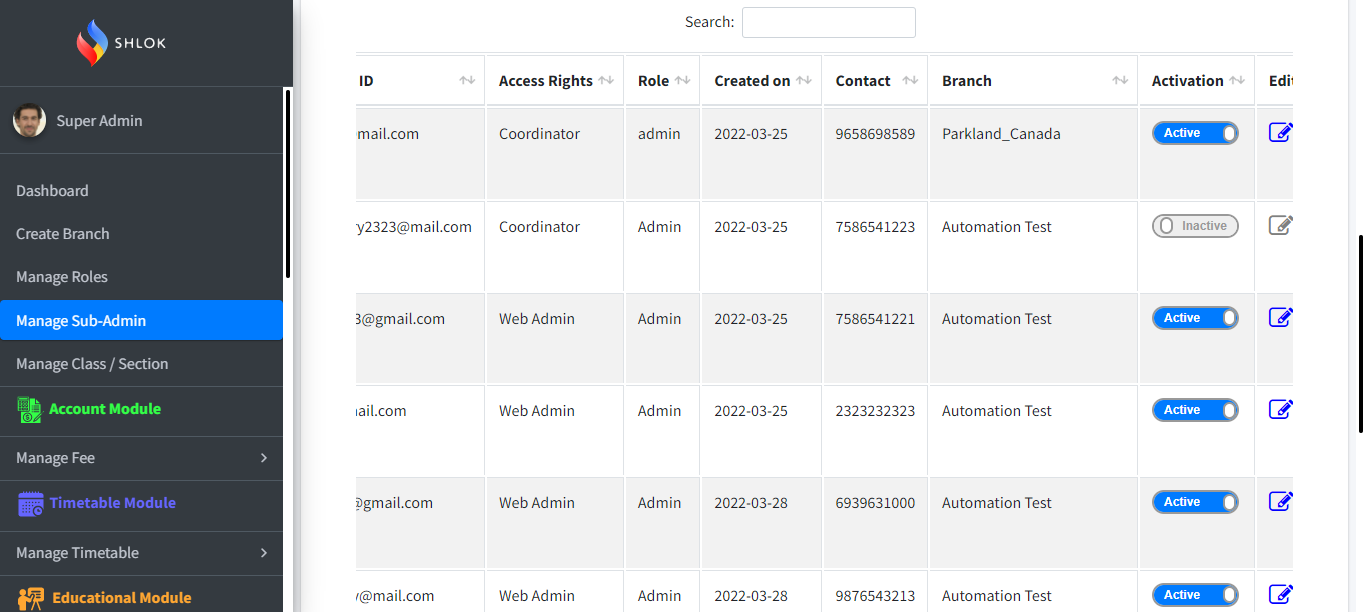 SHLOK
Super Admin
Dashboard
Create Branch
Manage Roles
Manage Sub-Admin
Manage Class / Section
Account Module
Manage Fee
Timetable Module
Manage Timetable
Educational Module
Search:
ID Access Rights Role Created on Contact Branch Activation Edit
mail.com Coordinator admin 2022-03-25 9658698589 Parkland_Canada Active
y2323@mail.com Coordinator Admin 2022-03-25 7586541223 Automation Test Inactive
3@gmail.com Web Admin Admin 2022-03-25 7586541221 Automation Test Active
ail.com Web Admin Admin 2022-03-25 2323232323 Automation Test Active
@gmail.com Web Admin Admin 2022-03-28 6939631000 Automation Test Active
y@mail.com Web Admin Admin 2022-03-28 9876543213 Automation Test Active